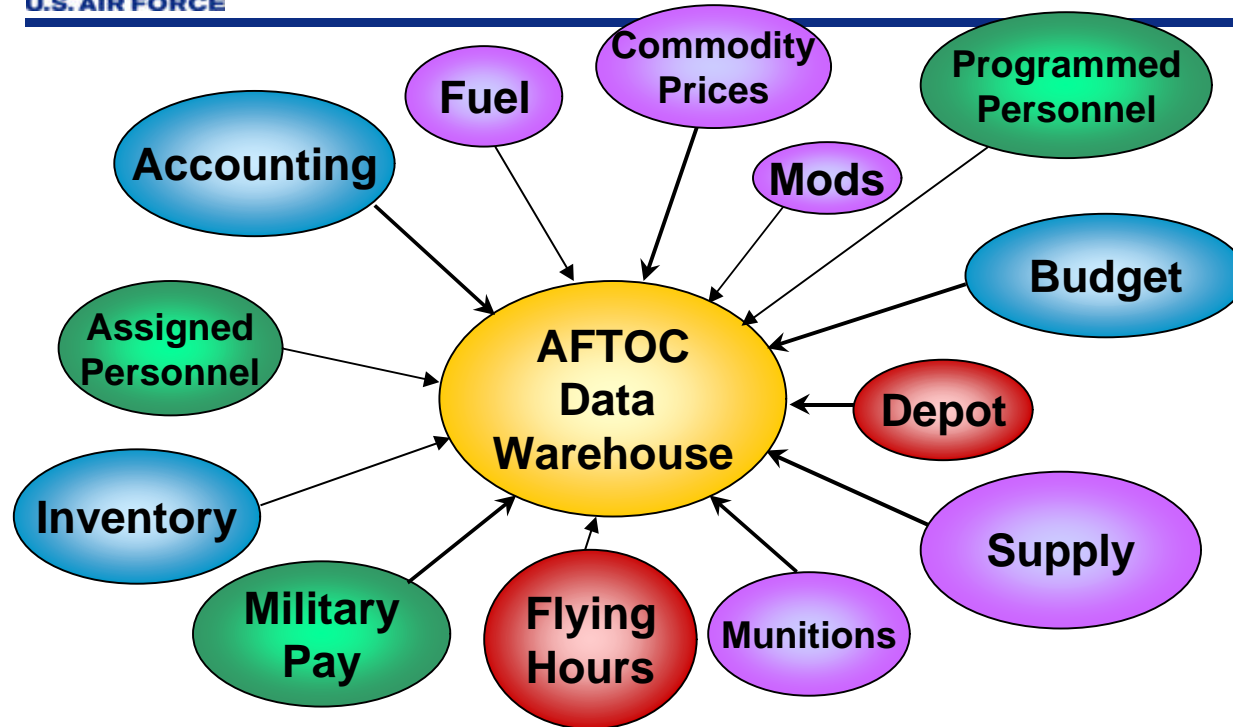 U.S. AIR FORCE
Commodity
Prices
Programmed
Personnel
Fuel
Accounting
Mods
Budget
Assigned
Personnel
AFTOC
Data
Warehouse
Depot
Inventory
Supply
Military
Pay
Flying
Hours
Munitions